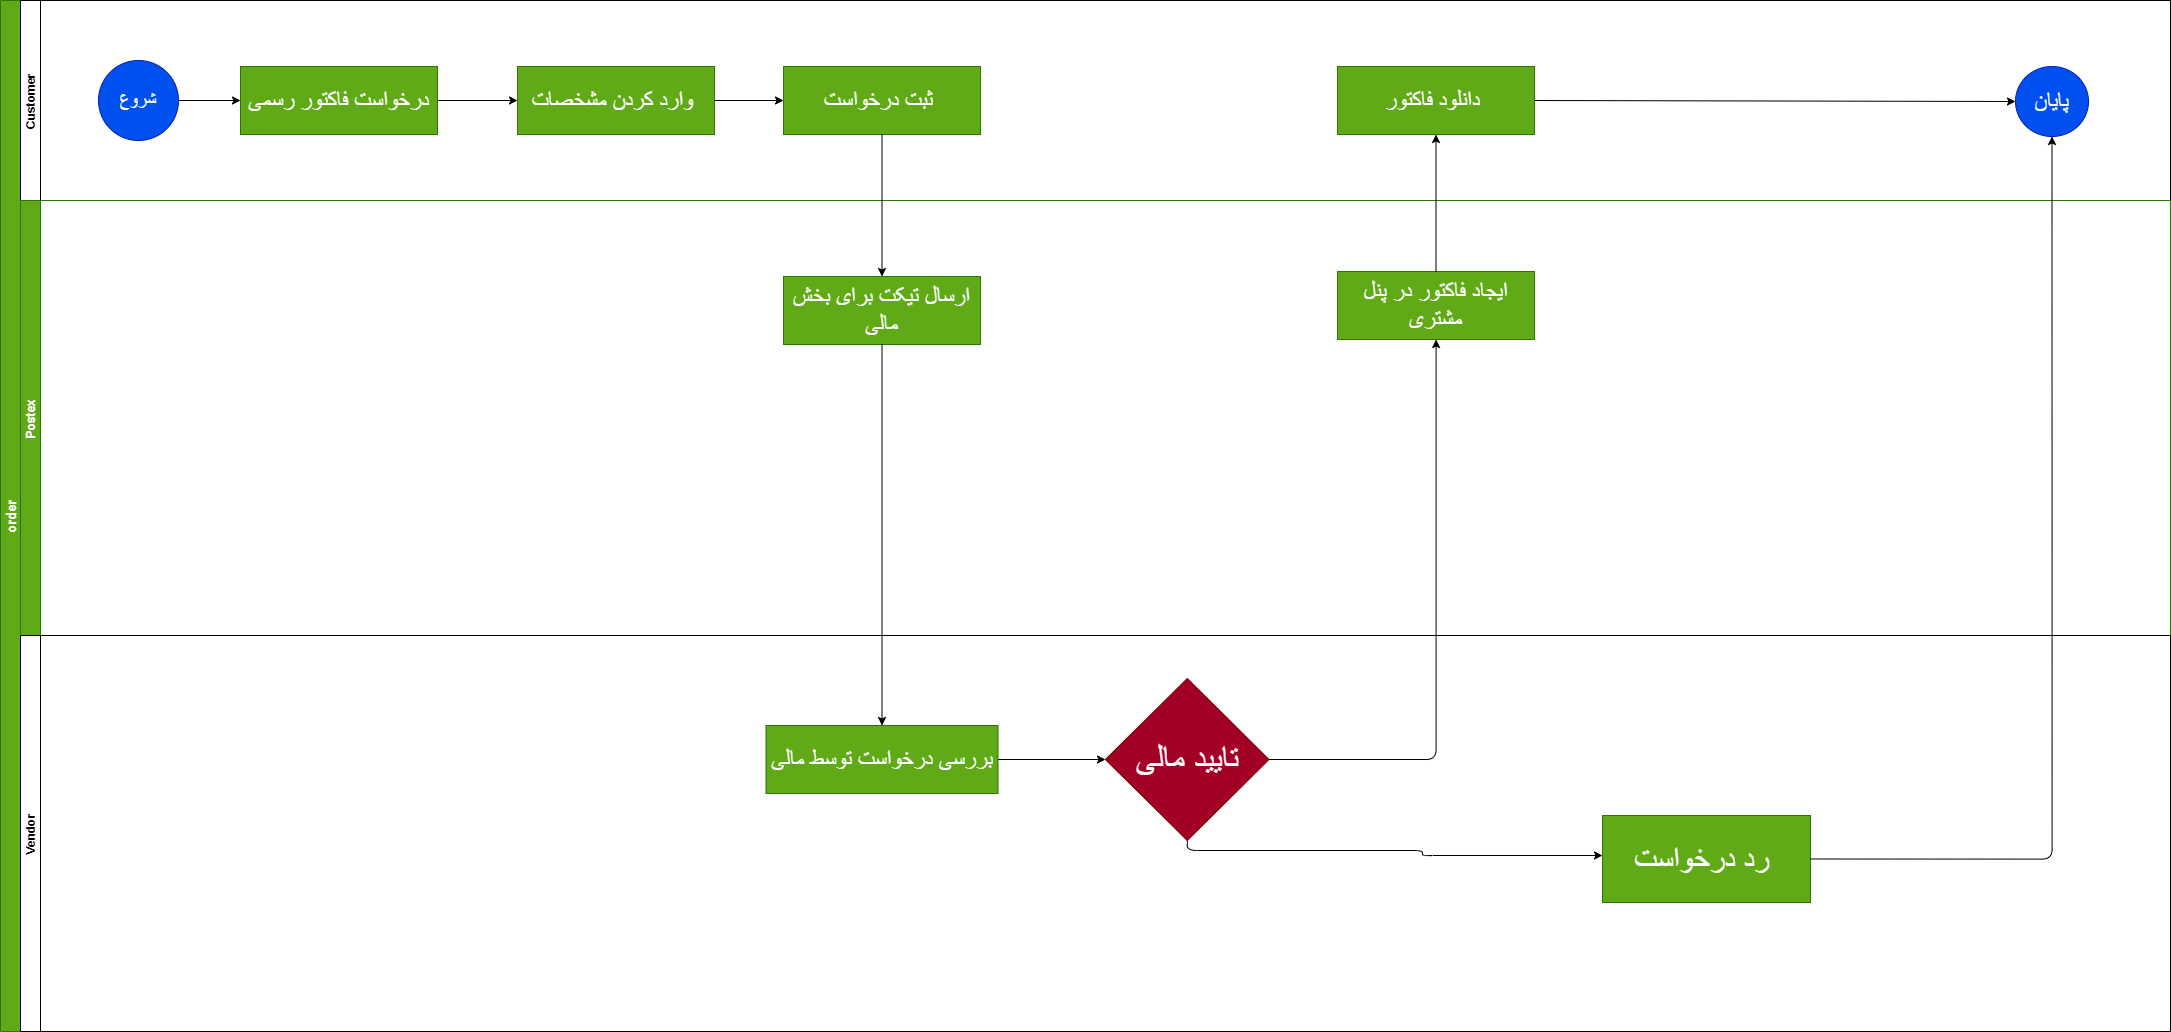 order
Customer
شروع
درخواست فاکتور رسمی
وارد کردن مشخصات
ثبت درخواست
دانلود فاکتور
پایان
Postex
ارسال تیکت برای بخش
مالی
ایجاد فاکتور در پنل
مشتری
Vendor
بررسی درخواست توسط مالی
تایید مالی
رد درخواست